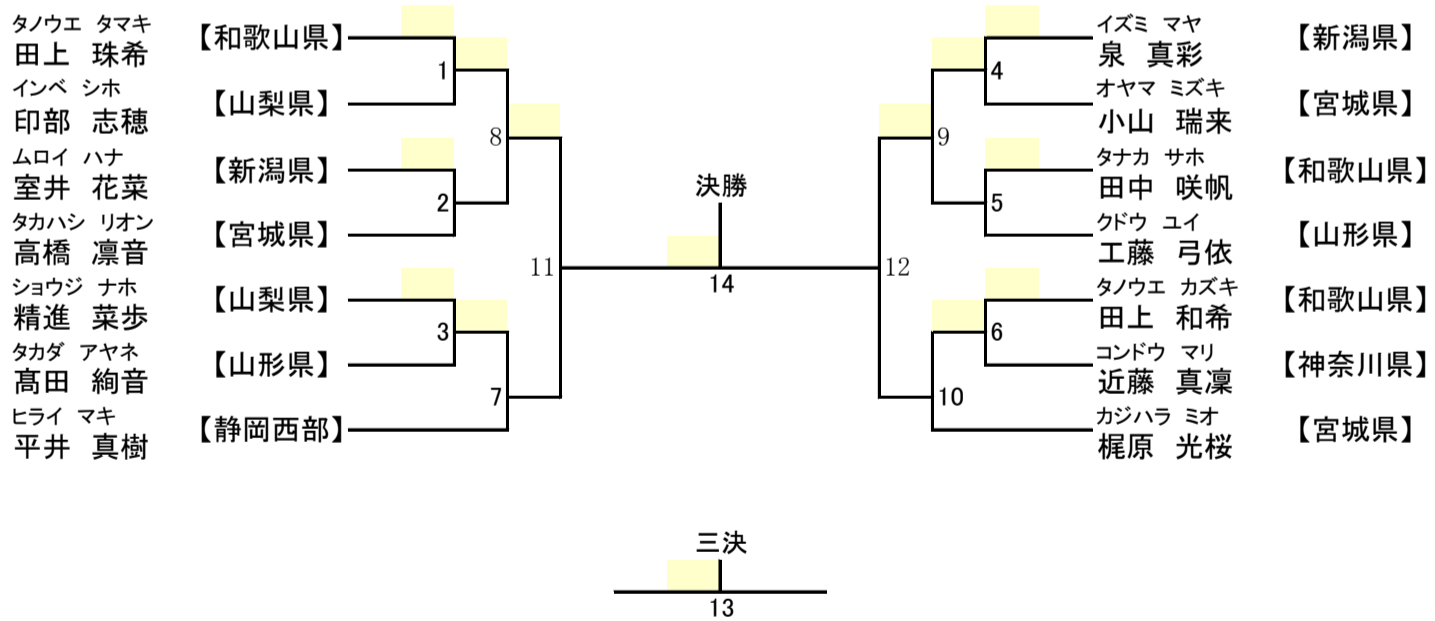 タノウエ タマキ
田上 珠希 【和歌山県】
インベ シホ
印部 志穂 【山梨県】
ムロイ ハナ
室井 花菜 【新潟県】
タカハシ リオン
高橋 凛音 【宮城県】
ショウジ ナホ
精進 菜歩 【山梨県】
タカダ アヤネ
髙田 絢音 【山形県】
ヒライ マキ
平井 真樹 【静岡西部】
1
2
3
8
7
11
決勝
14
12
9
10
4
5
6
イズミ マヤ
泉 真彩 【新潟県】
オヤマ ミズキ
小山 瑞来 【宮城県】
タナカ サホ
田中 咲帆 【和歌山県】
クドウ ユイ
工藤 弓依 【山形県】
タノウエ カズキ
田上 和希 【和歌山県】
コンドウ マリ
近藤 真凜 【神奈川県】
カジハラ ミオ
梶原 光桜 【宮城県】
三決
13